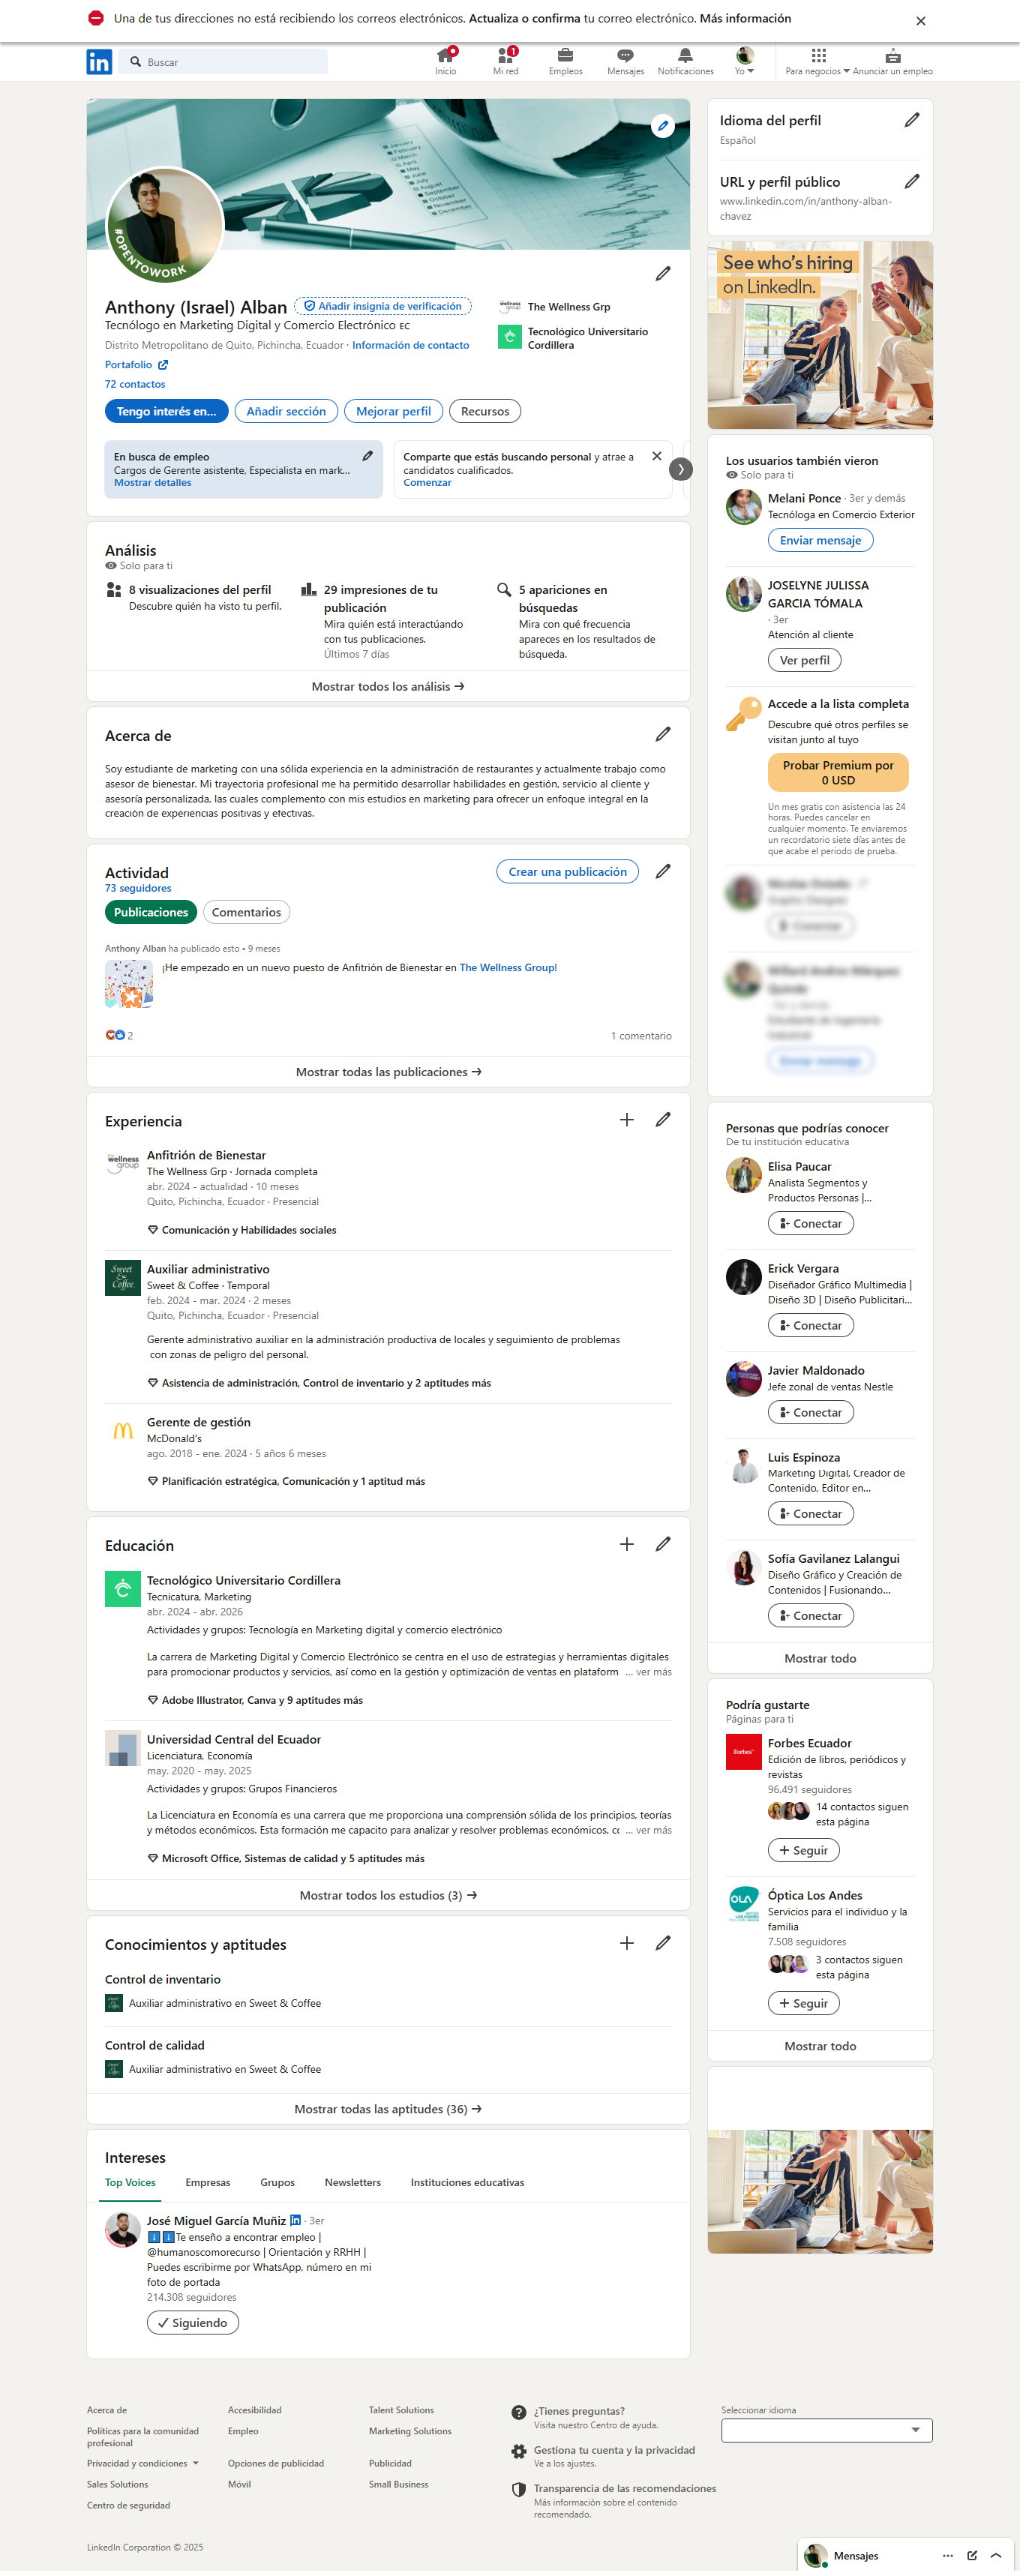 Una de tus direcciones no está recibiendo los correos electrónicos. Actualiza o confirma tu correo electrónico. Más información
in
Buscar
Inicio
1
Mi red
Empleos
Mensajes
Notificaciones
Yo
Para negocios
Anunciar un empleo
January
February
March
April
May
June
July
August
September
October
November
December
#OPENTOWORK
Anthony (Israel) Alban
Añadir insignia de verificación
Tecnólogo en Marketing Digital y Comercio Electrónico EC
Distrito Metropolitano de Quito, Pichincha, Ecuador · Información de contacto
Portafolio
72 contactos
wellness
group
The Wellness Grp
Tecnológico Universitario
Cordillera
Tengo interés en...
Añadir sección
Mejorar perfil
Recursos
En busca de empleo
Cargos de Gerente asistente, Especialista en mark...
Mostrar detalles
Comparte que estás buscando personal y atrae a
candidatos cualificados.
Comenzar
Análisis
Solo para ti
8 visualizaciones del perfil
Descubre quién ha visto tu perfil.
29 impresiones de tu
publicación
Mira quién está interactúando
con tus publicaciones.
Últimos 7 días
5 apariciones en
búsquedas
Mira con qué frecuencia
apareces en los resultados de
búsqueda.
Mostrar todos los análisis →
Acerca de
Soy estudiante de marketing con una sólida experiencia en la administración de restaurantes y actualmente trabajo como
asesor de bienestar. Mi trayectoria profesional me ha permitido desarrollar habilidades en gestión, servicio al cliente y
asesoría personalizada, las cuales complemento con mis estudios en marketing para ofrecer un enfoque integral en la
creación de experiencias positivas y efectivas.
Actividad
73 seguidores
Crear una publicación
Publicaciones
Comentarios
Anthony Alban ha publicado esto • 9 meses
¡He empezado en un nuevo puesto de Anfitrión de Bienestar en The Wellness Group!
2
1 comentario
Mostrar todas las publicaciones →
Experiencia
wellness
group
Anfitrión de Bienestar
The Wellness Grp · Jornada completa
abr. 2024 - actualidad · 10 meses
Quito, Pichincha, Ecuador · Presencial
Comunicación y Habilidades sociales
Sweet
&
Coffee
Auxiliar administrativo
Sweet & Coffee · Temporal
feb. 2024 - mar. 2024 · 2 meses
Quito, Pichincha, Ecuador · Presencial
Gerente administrativo auxiliar en la administración productiva de locales y seguimiento de problemas
con zonas de peligro del personal.
Asistencia de administración, Control de inventario y 2 aptitudes más
Gerente de gestión
McDonald's
ago. 2018 - ene. 2024 · 5 años 6 meses
Planificación estratégica, Comunicación y 1 aptitud más
Educación
Tecnológico Universitario Cordillera
Tecnicatura, Marketing
abr. 2024 - abr. 2026
Actividades y grupos: Tecnología en Marketing digital y comercio electrónico
La carrera de Marketing Digital y Comercio Electrónico se centra en el uso de estrategias y herramientas digitales
para promocionar productos y servicios, así como en la gestión y optimización de ventas en plataform ... ver más
Adobe Illustrator, Canva y 9 aptitudes más
Universidad Central del Ecuador
Licenciatura, Economía
may. 2020 - may. 2025
Actividades y grupos: Grupos Financieros
La Licenciatura en Economía es una carrera que me proporciona una comprensión sólida de los principios, teorías
y métodos económicos. Esta formación me capacito para analizar y resolver problemas económicos, cc ... ver más
Microsoft Office, Sistemas de calidad y 5 aptitudes más
Mostrar todos los estudios (3) →
Conocimientos y aptitudes
Control de inventario
Auxiliar administrativo en Sweet & Coffee
Control de calidad
Auxiliar administrativo en Sweet & Coffee
Mostrar todas las aptitudes (36) →
Intereses
Top Voices
Empresas
Grupos
Newsletters
Instituciones educativas
José Miguel García Muñiz in · 3er
Te enseño a encontrar empleo |
@humanoscomorecurso | Orientación y RRHH |
Puedes escribirme por WhatsApp, número en mi
foto de portada
214.308 seguidores
Siguiendo
Idioma del perfil
Español
URL y perfil público
www.linkedin.com/in/anthony-alban-
chavez
See who's hiring
on LinkedIn.
Los usuarios también vieron
Solo para ti
Melani Ponce · 3er y demás
Tecnóloga en Comercio Exterior
Enviar mensaje
JOSELYNE JULISSA
GARCIA TÓMALA
· 3er
Atención al cliente
Ver perfil
Accede a la lista completa
Descubre qué otros perfiles se
visitan junto al tuyo
Probar Premium por
0 USD
Un mes gratis con asistencia las 24
horas. Puedes cancelar en
cualquier momento. Te enviaremos
un recordatorio siete días antes de
que acabe el periodo de prueba.
Conectar
Enviar mensaje
Personas que podrías conocer
De tu institución educativa
Elisa Paucar
Analista Segmentos y
Productos Personas |...
Conectar
Erick Vergara
Diseñador Gráfico Multimedia |
Diseño 3D | Diseño Publicitari...
Conectar
Javier Maldonado
Jefe zonal de ventas Nestle
Conectar
Luis Espinoza
Marketing Digital, Creador de
Contenido, Editor en...
Conectar
Sofía Gavilanez Lalangui
Diseño Gráfico y Creación de
Contenidos | Fusionando...
Conectar
Mostrar todo
Podría gustarte
Páginas para ti
Forbes
Forbes Ecuador
Edición de libros, periódicos y
revistas
96.491 seguidores
14 contactos siguen
esta página
+ Seguir
OLA
Óptica Los Andes
Servicios para el individuo y la
familia
7.508 seguidores
3 contactos siguen
esta página
+ Seguir
Mostrar todo
Acerca de
Accesibilidad
Talent Solutions
Políticas para la comunidad
profesional
Empleo
Marketing Solutions
Privacidad y condiciones
Opciones de publicidad
Publicidad
Sales Solutions
Móvil
Small Business
Centro de seguridad
¿Tienes preguntas?
Visita nuestro Centro de ayuda.
Gestiona tu cuenta y la privacidad
Ve a los ajustes.
Transparencia de las recomendaciones
Más información sobre el contenido
recomendado.
Seleccionar idioma
LinkedIn Corporation © 2025
Mensajes